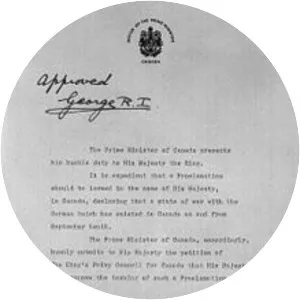 OFFICE OF THE PRIME MINISTER
CANADA
Approved
George R.I.
The Prime Minister of Canada presents
his humble duty to His Majesty the King.
It is expedient that a Proclamation
should be issued in the name of His Majesty,
in Canada, declaring that a state of war with the
German Reich has existed in Canada as and from
September tenth.
The Prime Minister of Canada, accordingly,
humbly submits to His Majesty the petition of
The King's Privy Council for Canada that His Majesty
the issuing of such a Proclamation